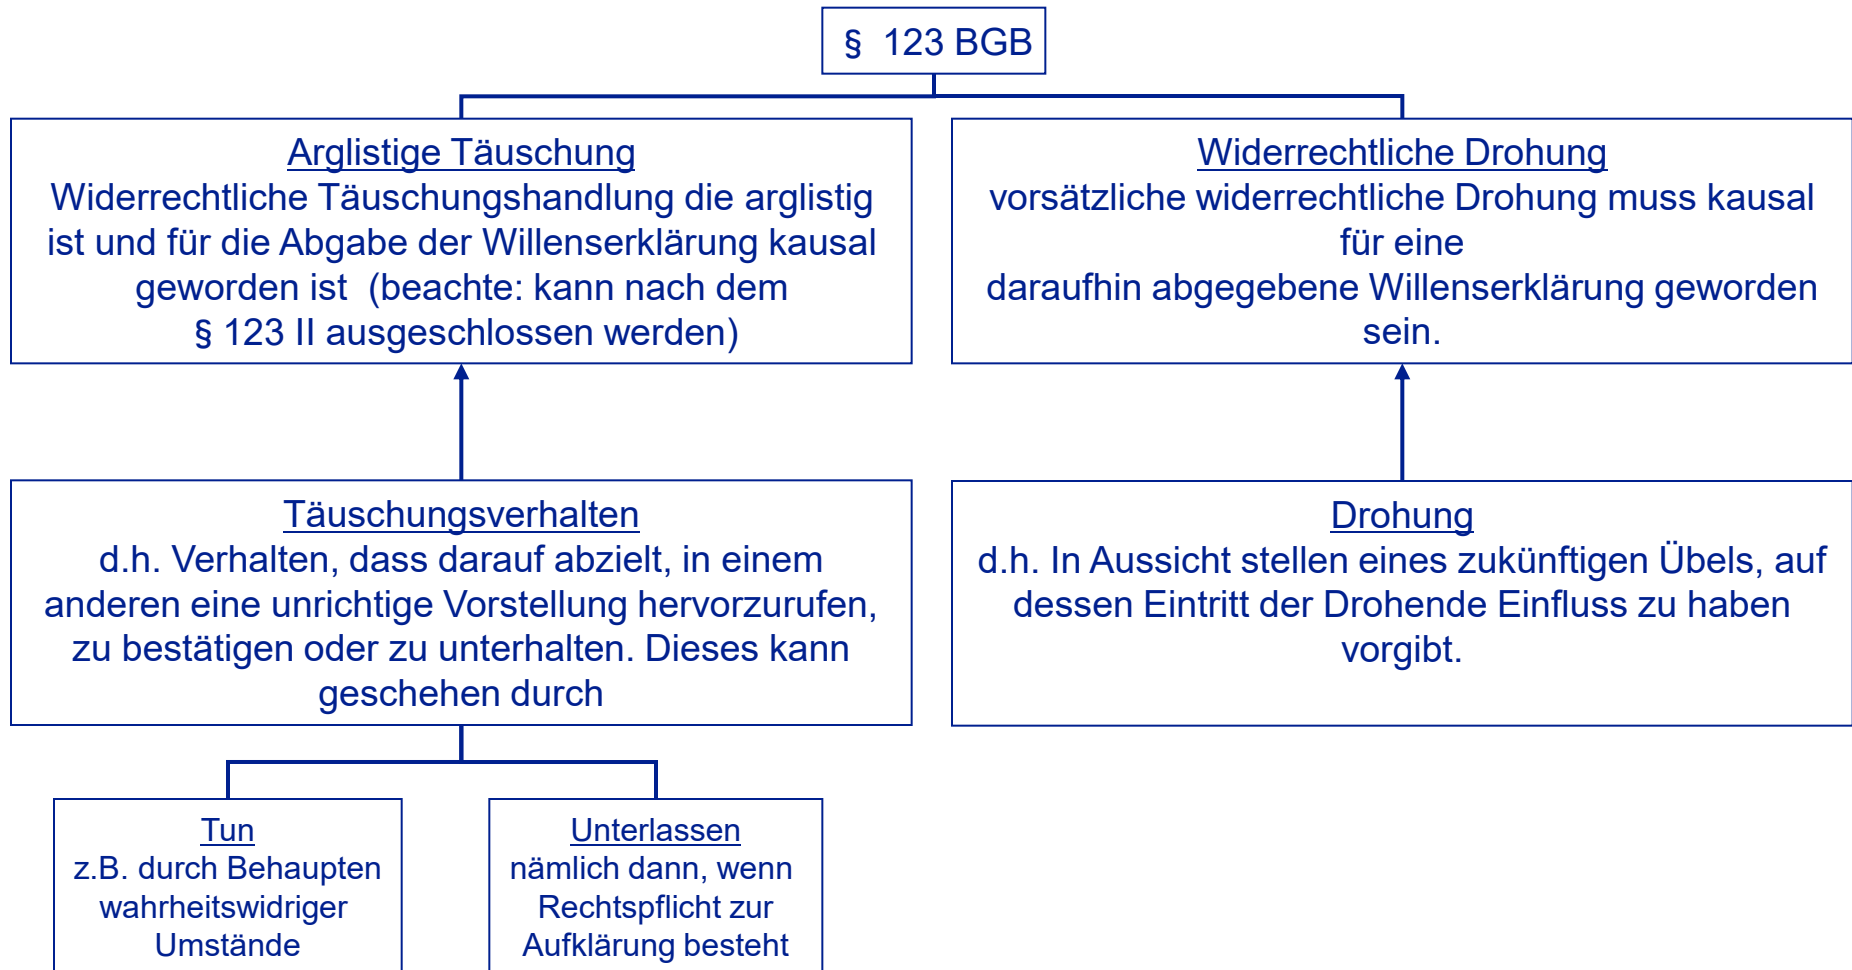 § 123 BGB
Arglistige Täuschung
Widerrechtliche Täuschungshandlung die arglistig
ist und für die Abgabe der Willenserklärung kausal
geworden ist (beachte: kann nach dem
§ 123 II ausgeschlossen werden)
Widerrechtliche Drohung
vorsätzliche widerrechtliche Drohung muss kausal
für eine
daraufhin abgegebene Willenserklärung geworden
sein.
Täuschungsverhalten
d.h. Verhalten, dass darauf abzielt, in einem
anderen eine unrichtige Vorstellung hervorzurufen,
zu bestätigen oder zu unterhalten. Dieses kann
geschehen durch
Drohung
d.h. In Aussicht stellen eines zukünftigen Übels, auf
dessen Eintritt der Drohende Einfluss zu haben
vorgibt.
Tun
z.B. durch Behaupten
wahrheitswidriger
Umstände
Unterlassen
nämlich dann, wenn
Rechtspflicht zur
Aufklärung besteht